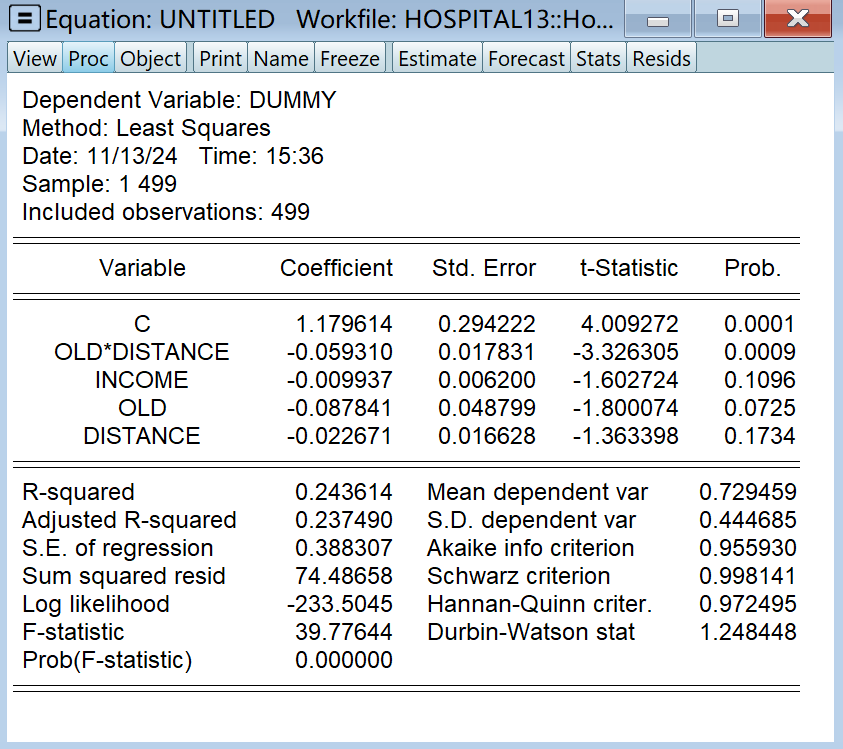 Equation: UNTITLED Workfile: HOSPITAL13::Ho...
View Proc Object Print Name Freeze Estimate Forecast Stats Resids
Dependent Variable: DUMMY
Method: Least Squares
Date: 11/13/24 Time: 15:36
Sample: 1 499
Included observations: 499
Variable Coefficient Std. Error t-Statistic Prob.
C 1.179614 0.294222 4.009272 0.0001
OLD*DISTANCE -0.059310 0.017831 -3.326305 0.0009
INCOME -0.009937 0.006200 -1.602724 0.1096
OLD -0.087841 0.048799 -1.800074 0.0725
DISTANCE -0.022671 0.016628 -1.363398 0.1734
R-squared 0.243614 Mean dependent var 0.729459
Adjusted R-squared 0.237490 S.D. dependent var 0.444685
S.E. of regression 0.388307 Akaike info criterion 0.955930
Sum squared resid 74.48658 Schwarz criterion 0.998141
Log likelihood -233.5045 Hannan-Quinn criter. 0.972495
F-statistic 39.77644 Durbin-Watson stat 1.248448
Prob(F-statistic) 0.000000